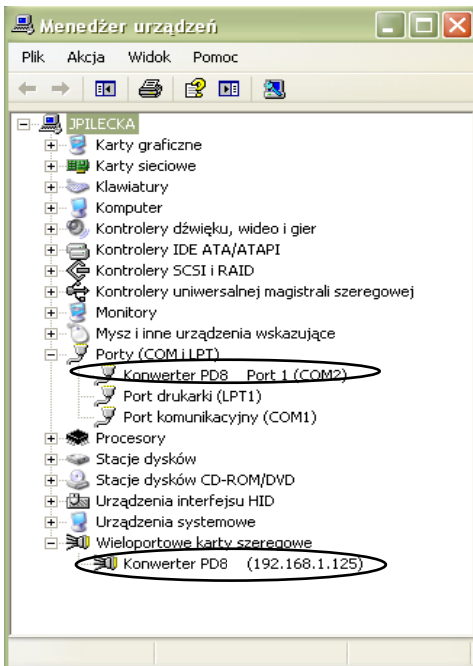 Menedżer urządzeń
Plik Akcja Widok Pomoc
JPILECKA
Karty graficzne
Karty sieciowe
Klawiatury
Komputer
Kontrolery dźwięku, wideo i gier
Kontrolery IDE ATA/ATAPI
Kontrolery SCSI i RAID
Kontrolery uniwersalnej magistrali szeregowej
Monitory
Mysz i inne urządzenia wskazujące
Porty (COM i LPT)
Konwerter PD8 Port 1 (COM2)
Port drukarki (LPT1)
Port komunikacyjny (COM1)
Procesory
Stacje dysków
Stacje dysków CD-ROM/DVD
Urządzenia interfejsu HID
Urządzenia systemowe
Wieloportowe karty szeregowe
Konwerter PD8 (192.168.1.125)